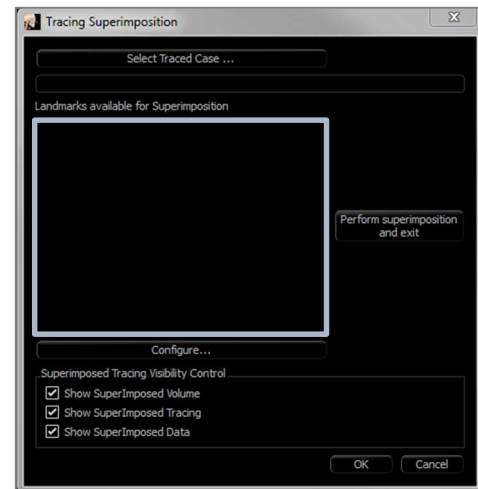 Tracing Superimposition
Select Traced Case ...
Landmarks available for Superimposition
Perform superimposition
and exit
Configure...
Superimposed Tracing Visibility Control
Show SuperImposed Volume
Show SuperImposed Tracing
Show SuperImposed Data
OK Cancel